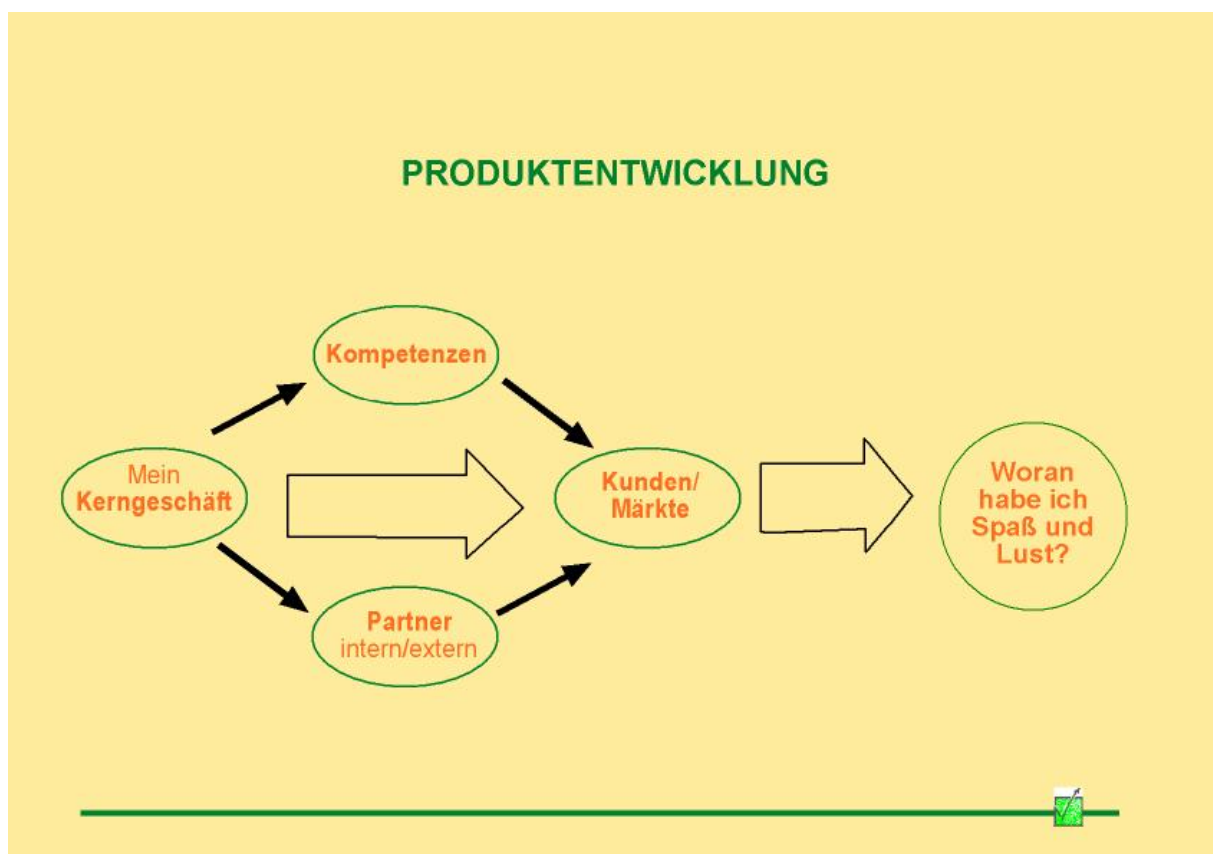 PRODUKTENTWICKLUNG
Kompetenzen
Mein
Kerngeschäft
Kunden/
Märkte
Partner
intern/extern
Woran
habe ich
Spaß und
Lust?